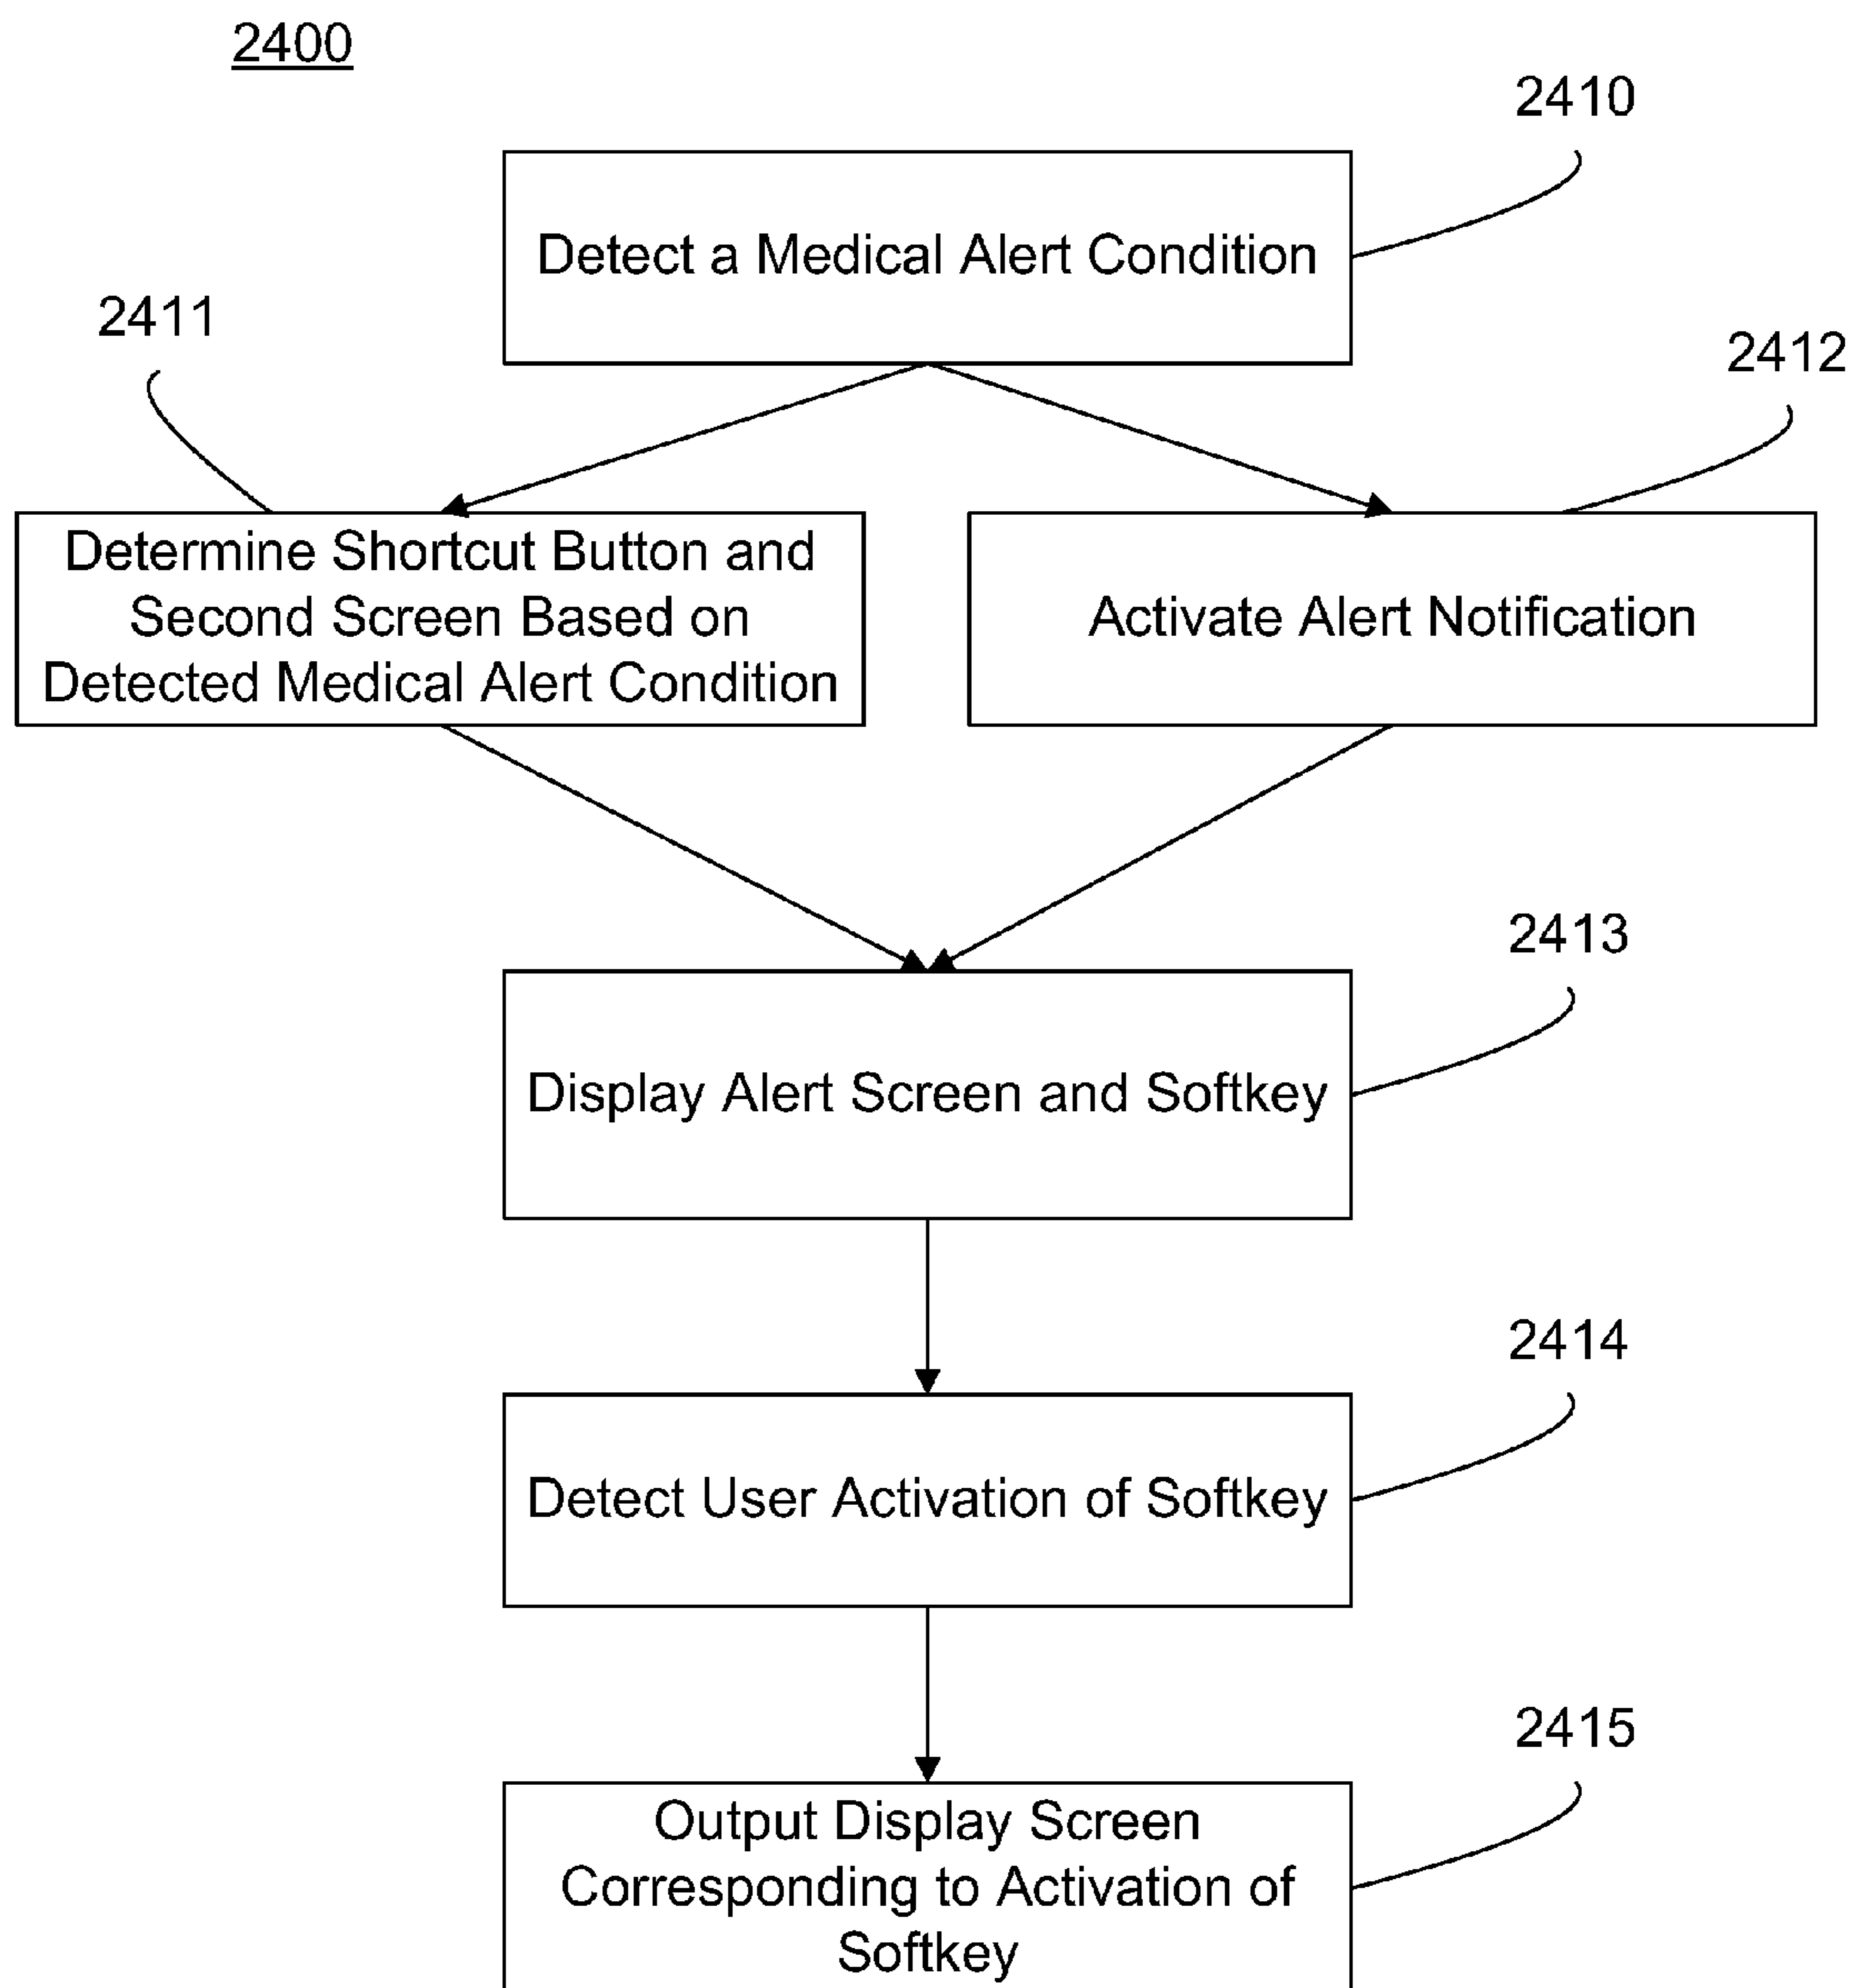 2400
2410
Detect a Medical Alert Condition
2411
2412
Determine Shortcut Button and
Second Screen Based on
Detected Medical Alert Condition
Activate Alert Notification
2413
Display Alert Screen and Softkey
2414
Detect User Activation of Softkey
2415
Output Display Screen
Corresponding to Activation of
Softkey